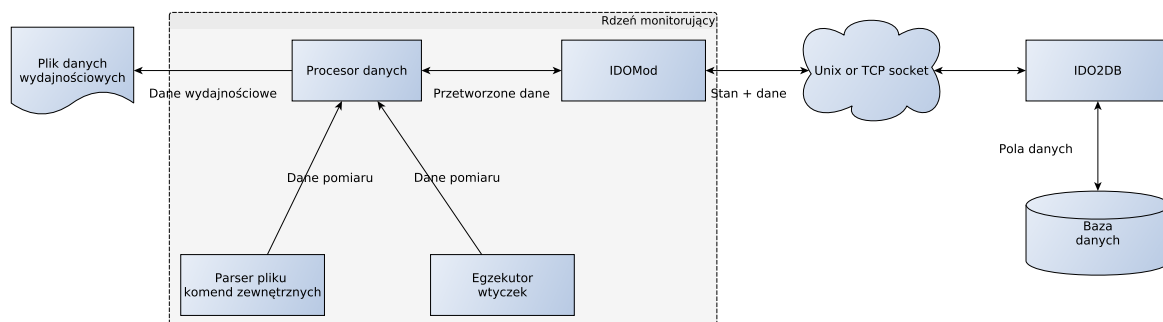 Rdzeń monitorujący
Plik danych
wydajnościowych
Procesor danych
IDOMod
Unix or TCP socket
IDO2DB
Dane wydajnościowe
Przetworzone dane
Stan + dane
Pola danych
Dane pomiaru
Dane pomiaru
Baza
danych
Parser pliku
komend zewnętrznych
Egzekutor
wtyczek